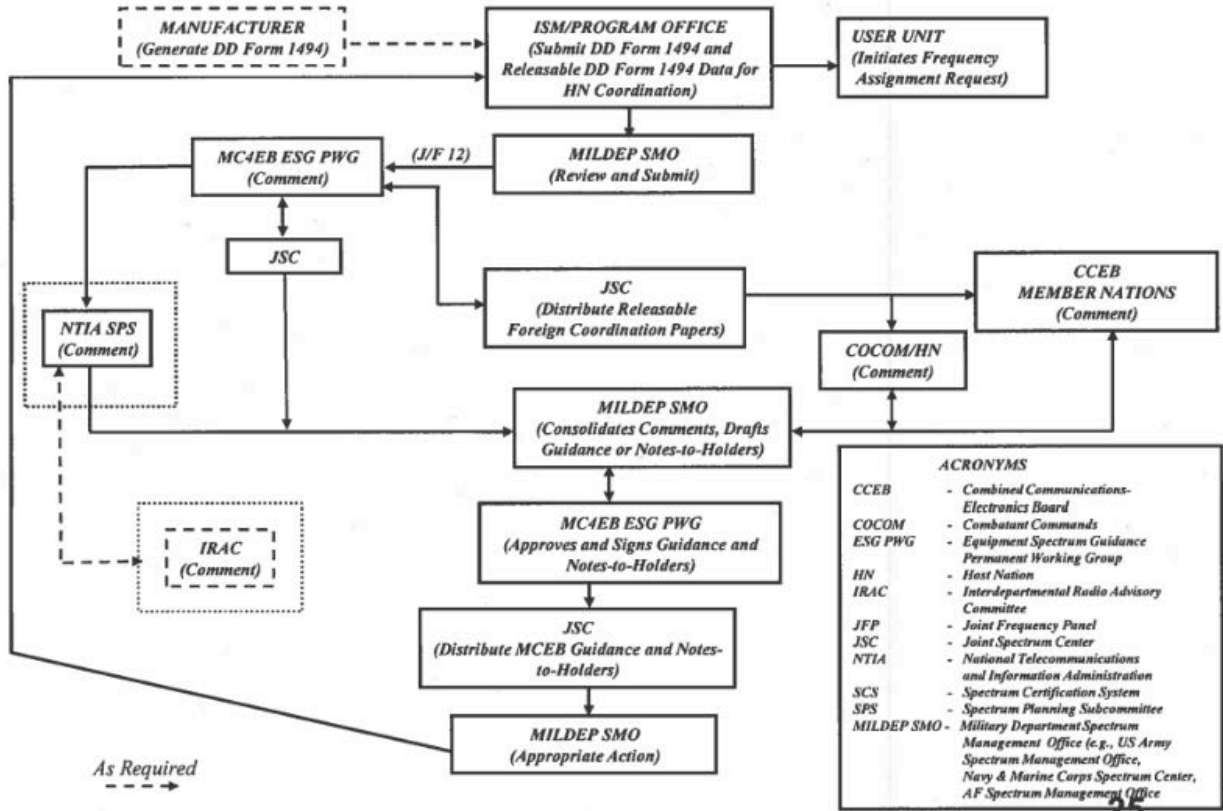 MANUFACTURER
(Generate DD Form 1494)
ISM/PROGRAM OFFICE
(Submit DD Form 1494 and
Releasable DD Form 1494 Data for
HN Coordination)
USER UNIT
(Initiates Frequency
Assignment Request)
MC4EB ESG PWG
(Comment)
(J/F 12)
MILDEP SMO
(Review and Submit)
JSC
JSC
(Distribute Releasable
Foreign Coordination Papers)
CCEB
MEMBER NATIONS
(Comment)
NTIA SPS
(Comment)
COCOM/HN
(Comment)
MILDEP SMO
(Consolidates Comments, Drafts
Guidance or Notes-to-Holders)
MC4EB ESG PWG
(Approves and Signs Guidance and
Notes-to-Holders)
IRAC
(Comment)
JSC
(Distribute MCEB Guidance and Notes-
to-Holders)
MILDEP SMO
(Appropriate Action)
As Required
ACRONYMS
CCEB - Combined Communications-
Electronics Board
COCOM - Combatant Commands
ESG PWG - Equipment Spectrum Guidance
Permanent Working Group
HN - Host Nation
IRAC - Interdepartmental Radio Advisory
Committee
JFP - Joint Frequency Panel
JSC - Joint Spectrum Center
NTIA - National Telecommunications
and Information Administration
SCS - Spectrum Certification System
SPS - Spectrum Planning Subcommittee
MILDEP SMO - Military Department Spectrum
Management Office (e.g., US Army
Spectrum Management Office,
Navy & Marine Corps Spectrum Center,
AF Spectrum Management Office